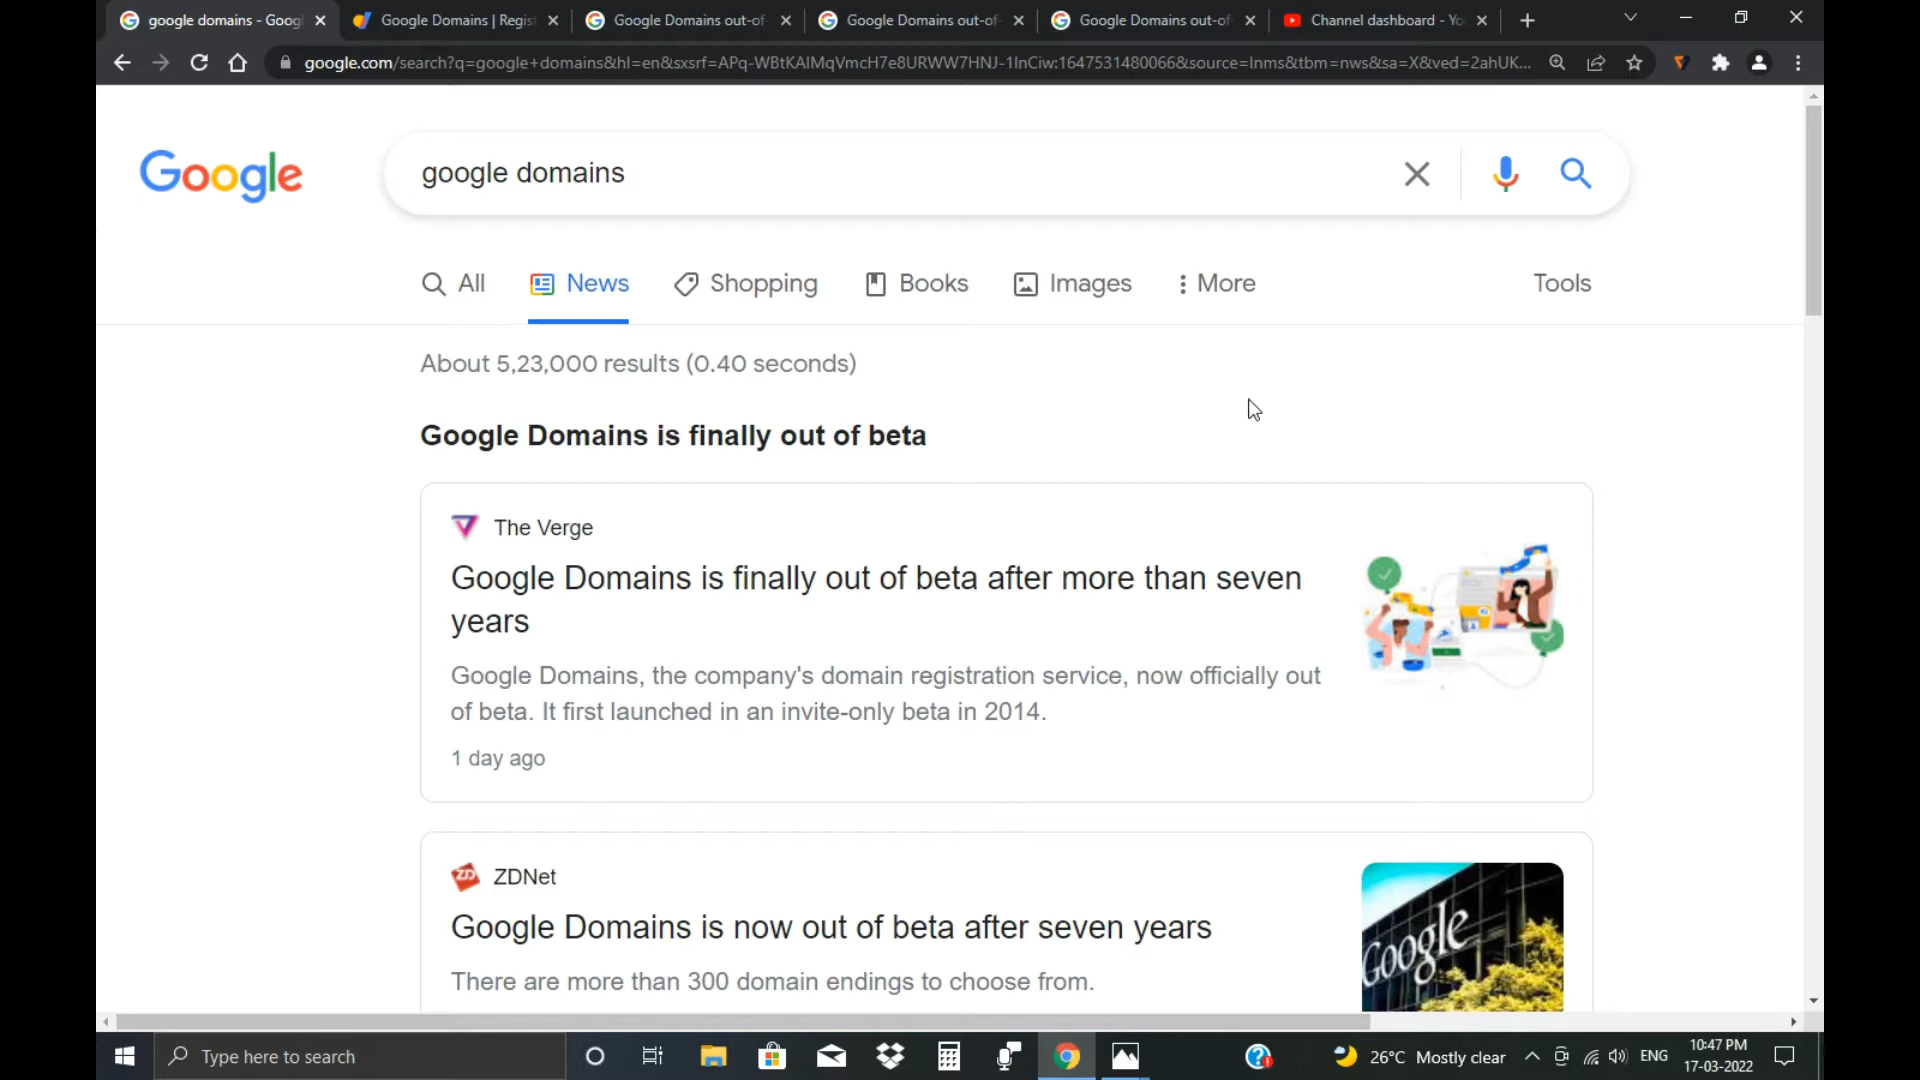 google domains - Goog
Google Domains | Regis
Google Domains out-of
Google Domains out-of-
Google Domains out-of-
Channel dashboard - Yo
google.com/search?q=google+domains&hl=en&sxsrf=APq-WBtKAlMqVmcH7e8URWW7HNJ-1InCiw:1647531480066&source=lnms&tbm=nws&sa=X&ved=2ahUK...
Google
google domains
All
News
Shopping
Books
Images
More
Tools
About 5,23,000 results (0.40 seconds)
Google Domains is finally out of beta
The Verge
Google Domains is finally out of beta after more than seven
years
Google Domains, the company's domain registration service, now officially out
of beta. It first launched in an invite-only beta in 2014.
1 day ago
ZD
ZDNet
Google Domains is now out of beta after seven years
There are more than 300 domain endings to choose from.
Google
Type here to search
26°C Mostly clear
ENG
10:47 PM
17-03-2022